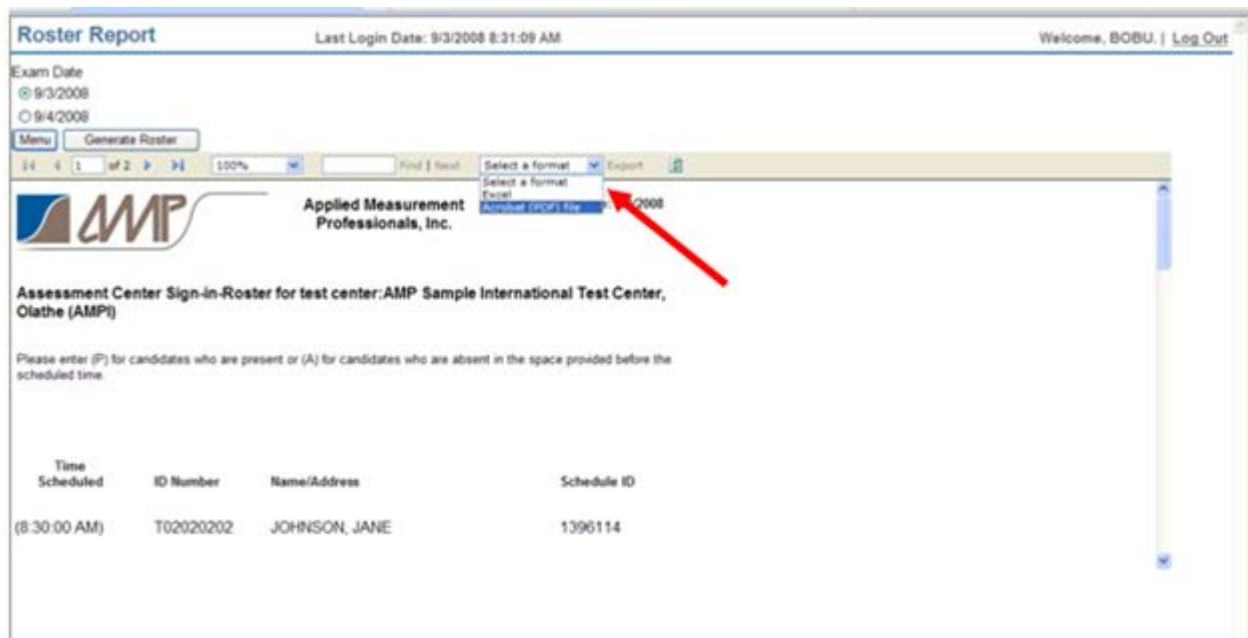 Roster Report Last Login Date: 9/3/2008 8:31:09 AM Welcome, BOBU. | Log Out
Exam Date
9/3/2008
9/4/2008
Menu Generate Roster
1 of 2 100% Find | Next Select a format Export
Select a format
Excel
Acrobat (PDF) file
AMP
Applied Measurement /2008
Professionals, Inc.
Assessment Center Sign-in-Roster for test center:AMP Sample International Test Center,
Olathe (AMPI)
Please enter (P) for candidates who are present or (A) for candidates who are absent in the space provided before the
scheduled time.
Time
Scheduled ID Number Name/Address Schedule ID
(8:30:00 AM) T02020202 JOHNSON, JANE 1396114